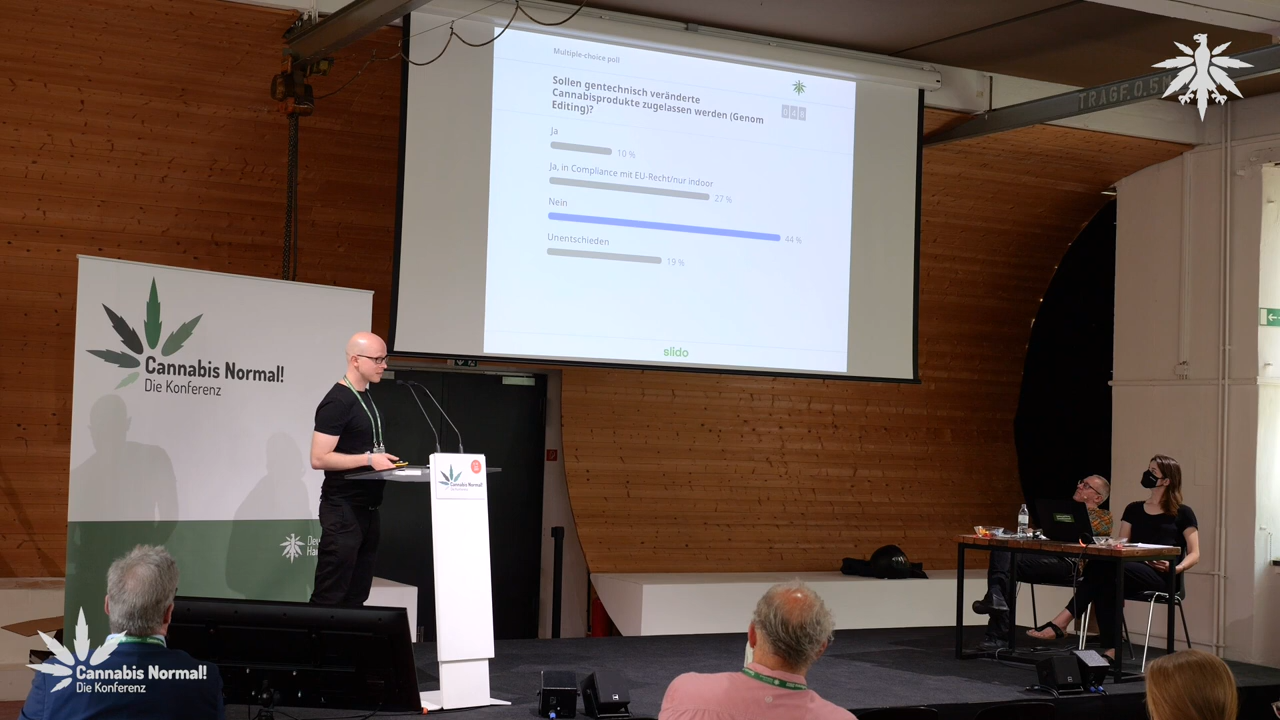 Multiple-choice poll
Sollen gentechnisch veränderte
Cannabisprodukte zugelassen werden (Genom
Editing)?
048
Ja
10 %
Ja, in Compliance mit EU-Recht/nur indoor
27 %
Nein
44 %
Unentschieden
19 %
slido
TRAGF. 0,5
Cannabis Normal!
Die Konferenz
Cannabis Normal!
Cannabis Normal!
Die Konferenz